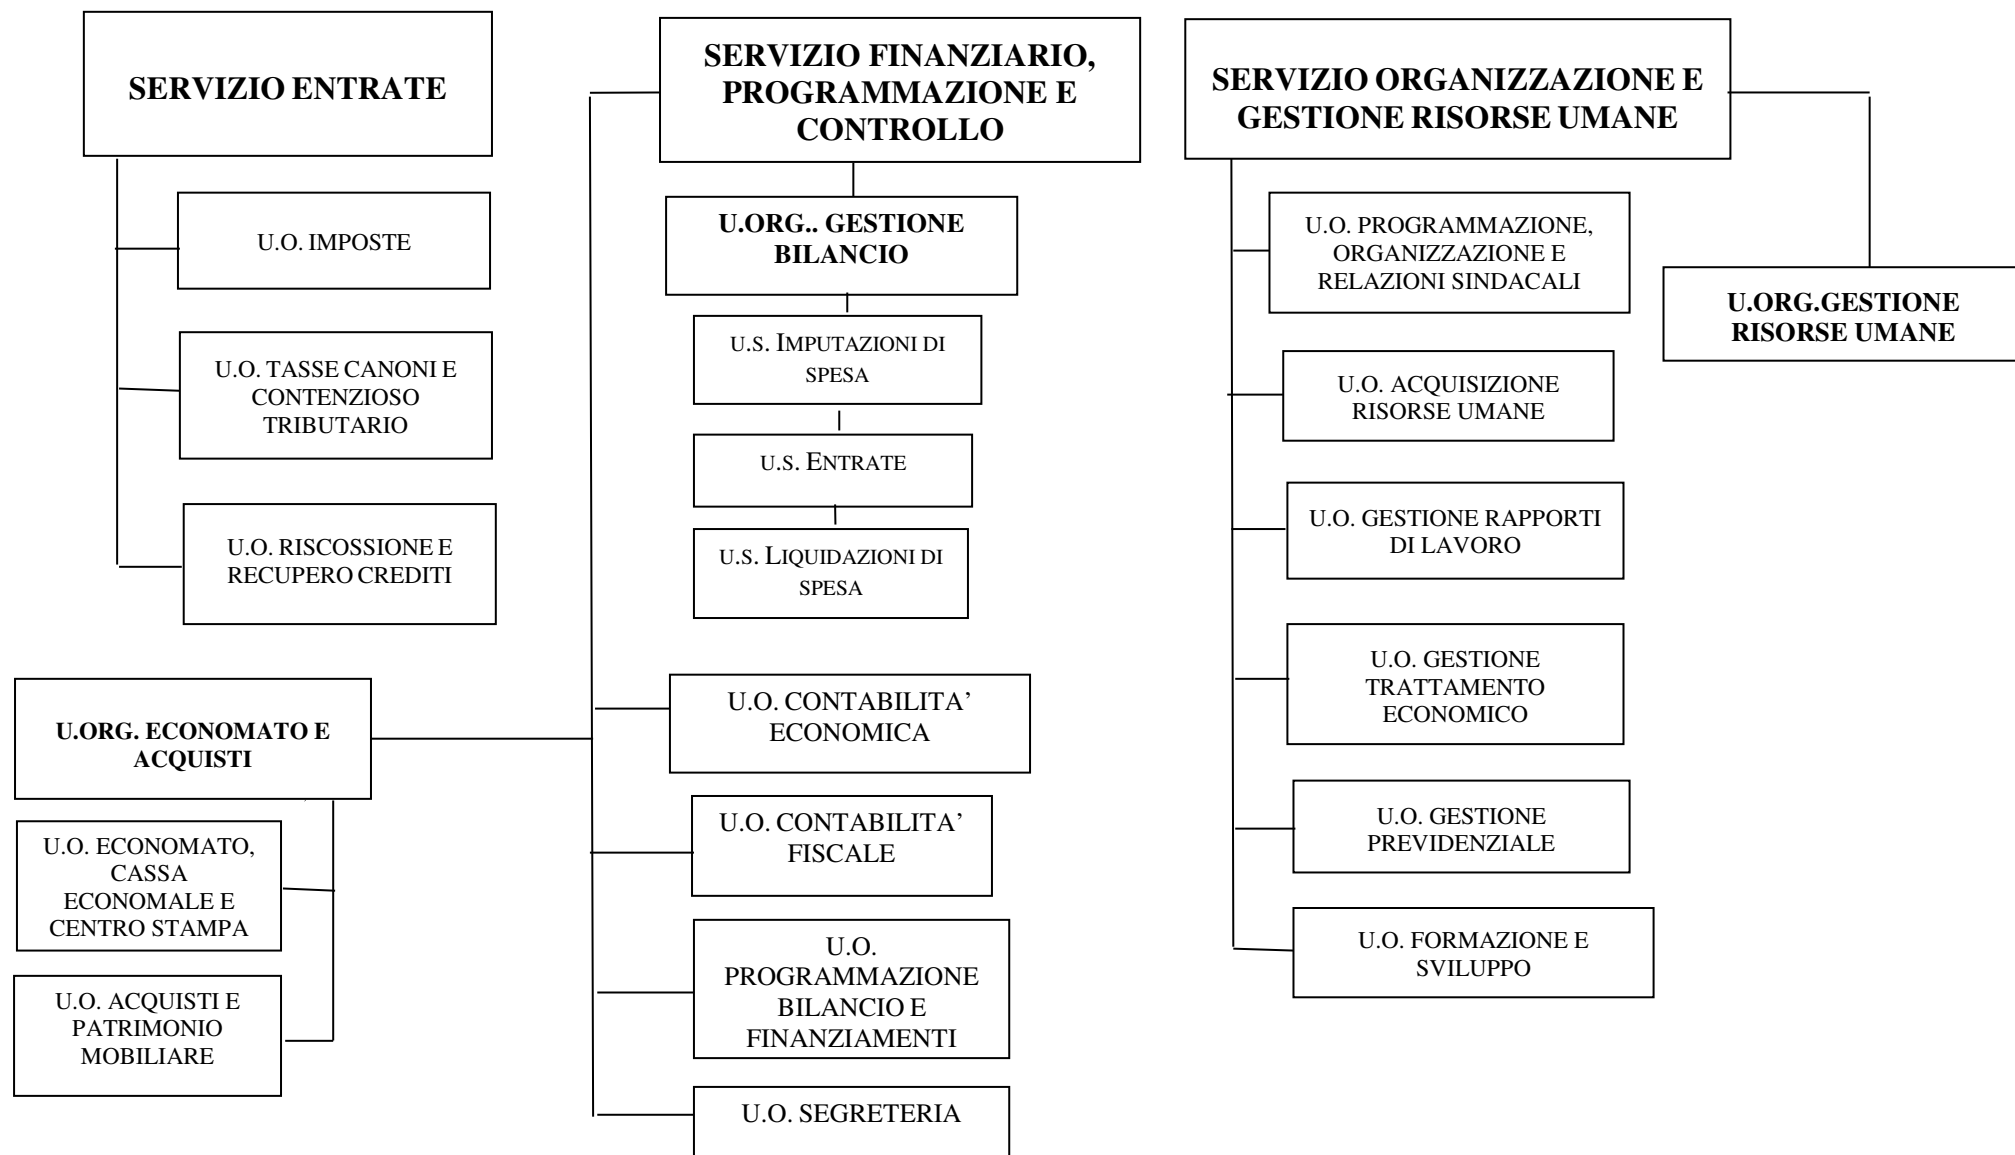 SERVIZIO ENTRATE
U.O. IMPOSTE
U.O. TASSE CANONI E
CONTENZIOSO
TRIBUTARIO
U.O. RISCOSSIONE E
RECUPERO CREDITI
U.ORG. ECONOMATO E
ACQUISTI
U.O. ECONOMATO,
CASSA
ECONOMALE E
CENTRO STAMPA
U.O. ACQUISTI E
PATRIMONIO
MOBILIARE
SERVIZIO FINANZIARIO,
PROGRAMMAZIONE E
CONTROLLO
U.ORG.. GESTIONE
BILANCIO
U.S. IMPUTAZIONI DI
SPESA
U.S. ENTRATE
U.S. LIQUIDAZIONI DI
SPESA
U.O. CONTABILITA’
ECONOMICA
U.O. CONTABILITA’
FISCALE
U.O.
PROGRAMMAZIONE
BILANCIO E
FINANZIAMENTI
U.O. SEGRETERIA
SERVIZIO ORGANIZZAZIONE E
GESTIONE RISORSE UMANE
U.O. PROGRAMMAZIONE,
ORGANIZZAZIONE E
RELAZIONI SINDACALI
U.O. ACQUISIZIONE
RISORSE UMANE
U.O. GESTIONE RAPPORTI
DI LAVORO
U.O. GESTIONE
TRATTAMENTO
ECONOMICO
U.O. GESTIONE
PREVIDENZIALE
U.O. FORMAZIONE E
SVILUPPO
U.ORG.GESTIONE
RISORSE UMANE